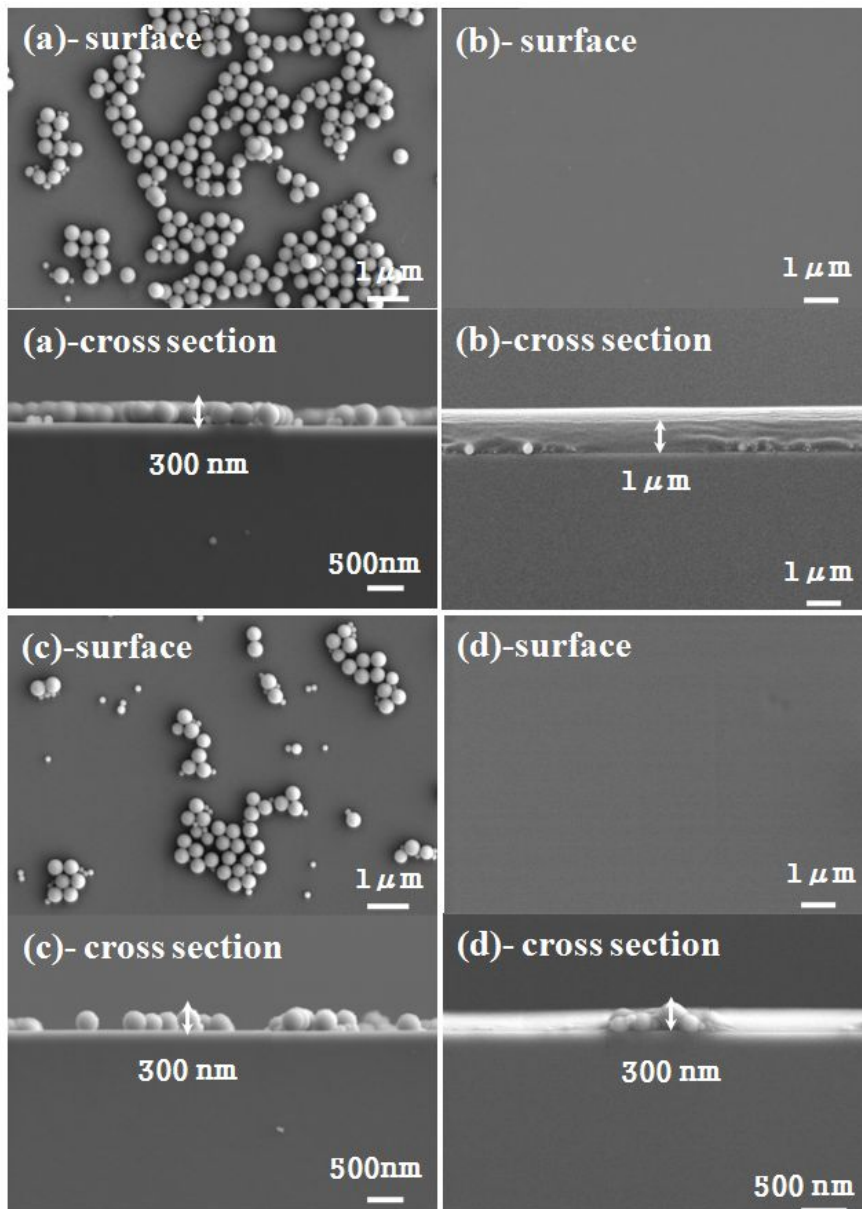 (a)- surface
1 μm
(b)- surface
1 μm
(a)-cross section
300 nm
500nm
(b)-cross section
1 μm
1 μm
(c)-surface
1 μm
(d)-surface
1 μm
(c)- cross section
300 nm
500nm
(d)- cross section
300 nm
500 nm